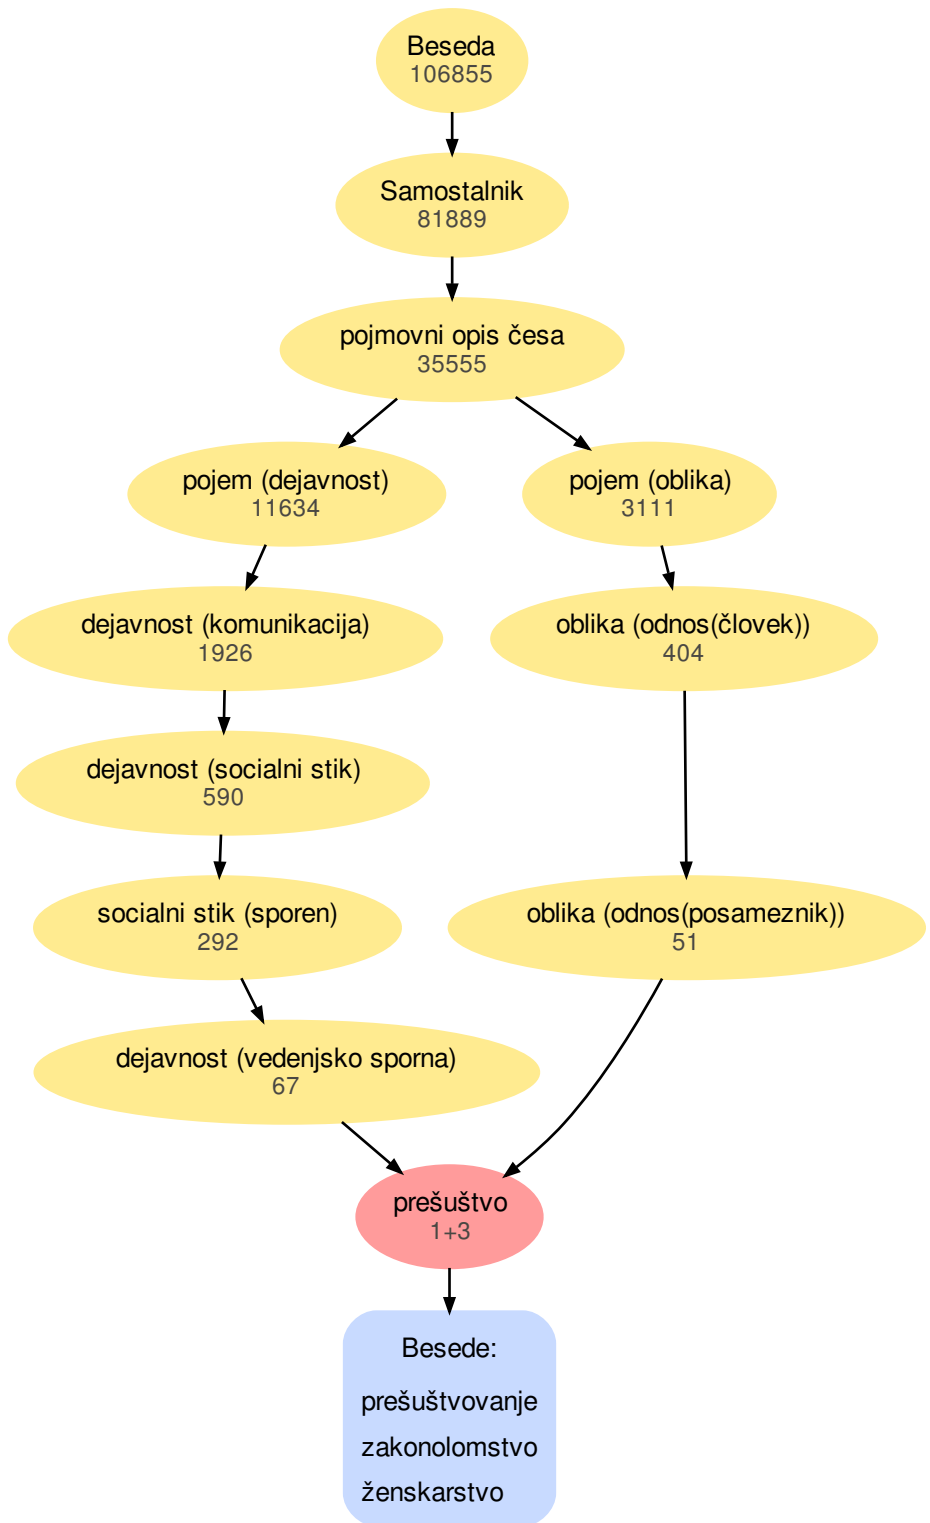 Beseda
106855
Samostalnik
81889
pojmovni opis česa
35555
pojem (dejavnost)
11634
pojem (oblika)
3111
dejavnost (komunikacija)
1926
oblika (odnos(človek))
404
dejavnost (socialni stik)
590
socialni stik (sporen)
292
oblika (odnos(posameznik))
51
dejavnost (vedenjsko sporna)
67
prešuštvo
1+3
Besede:
prešuštvovanje
zakonolomstvo
ženskarstvo